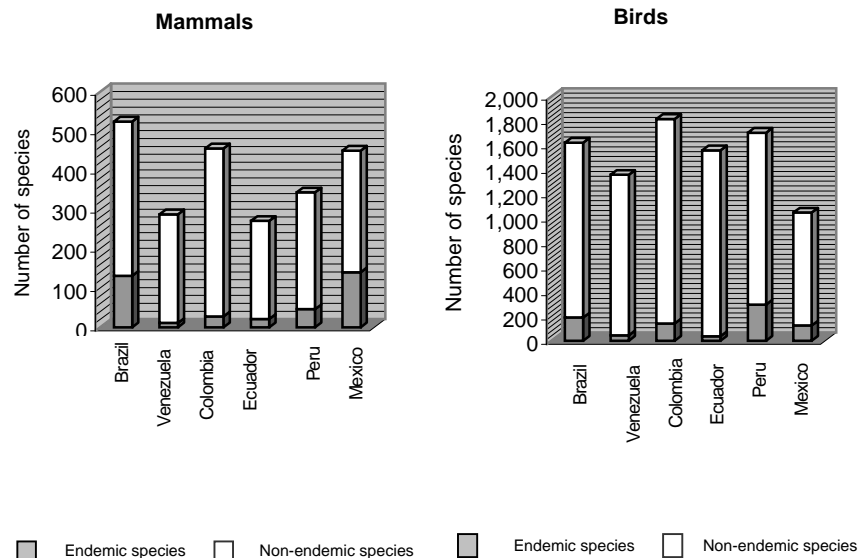 Mammals
Number of species
600
500
400
300
200
100
0
Brazil
Venezuela
Colombia
Ecuador
Peru
Mexico
Endemic species
Non-endemic species
Birds
Number of species
2,000
1,800
1,600
1,400
1,200
1,000
800
600
400
200
0
Brazil
Venezuela
Colombia
Ecuador
Peru
Mexico
Endemic species
Non-endemic species